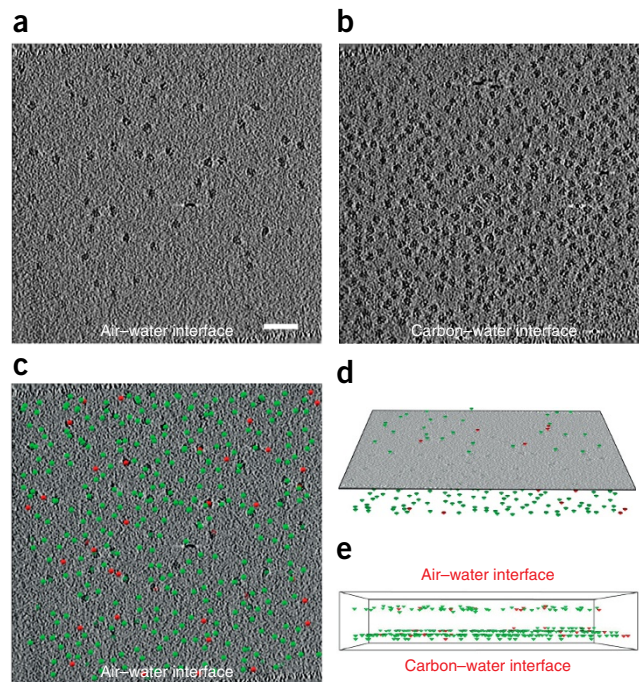 a
b
Air–water interface
Carbon–water interface
c
d
Air–water interface
e
Air–water interface
Carbon–water interface